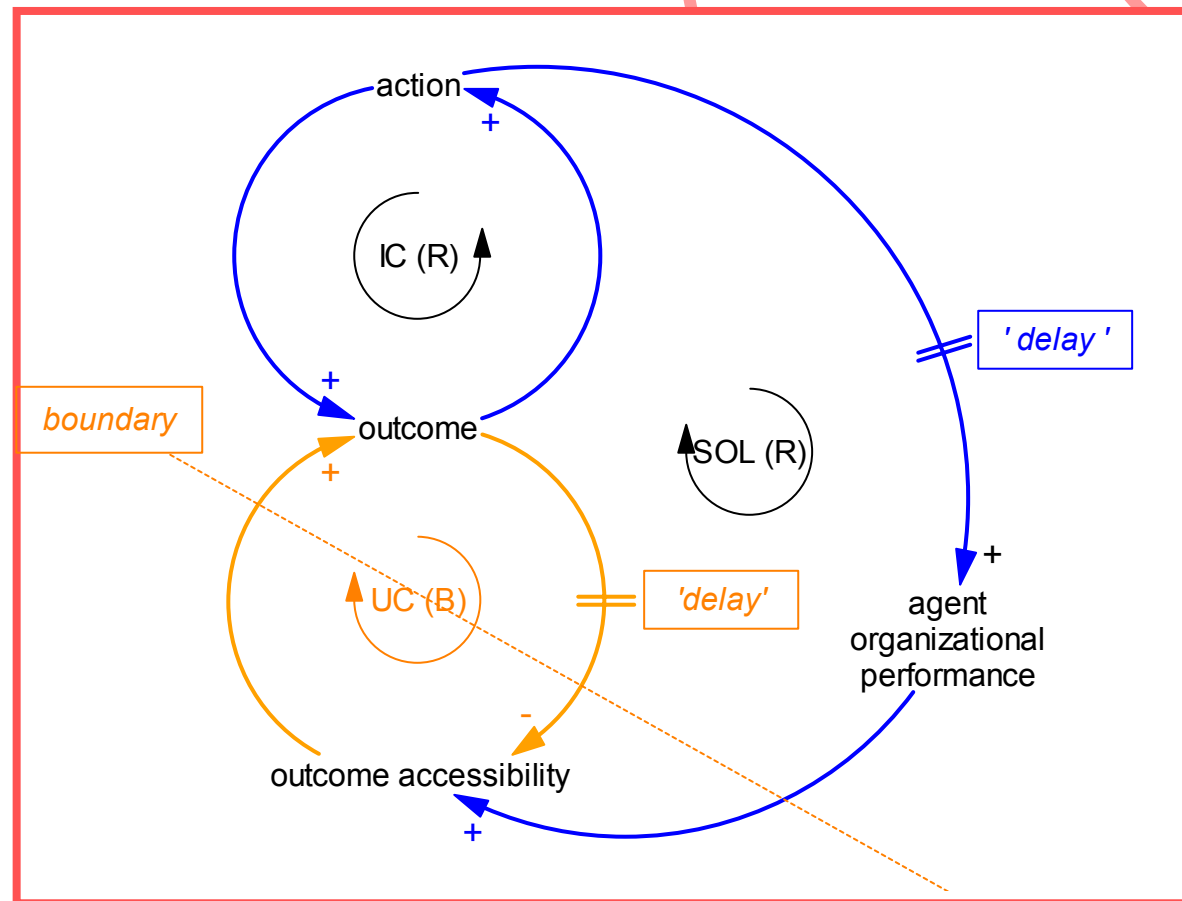 action
+
IC (R)
' delay '
+
boundary
outcome
+
SOL (R)
+
UC (B)
'delay'
agent
organizational
performance
-
outcome accessibility
+